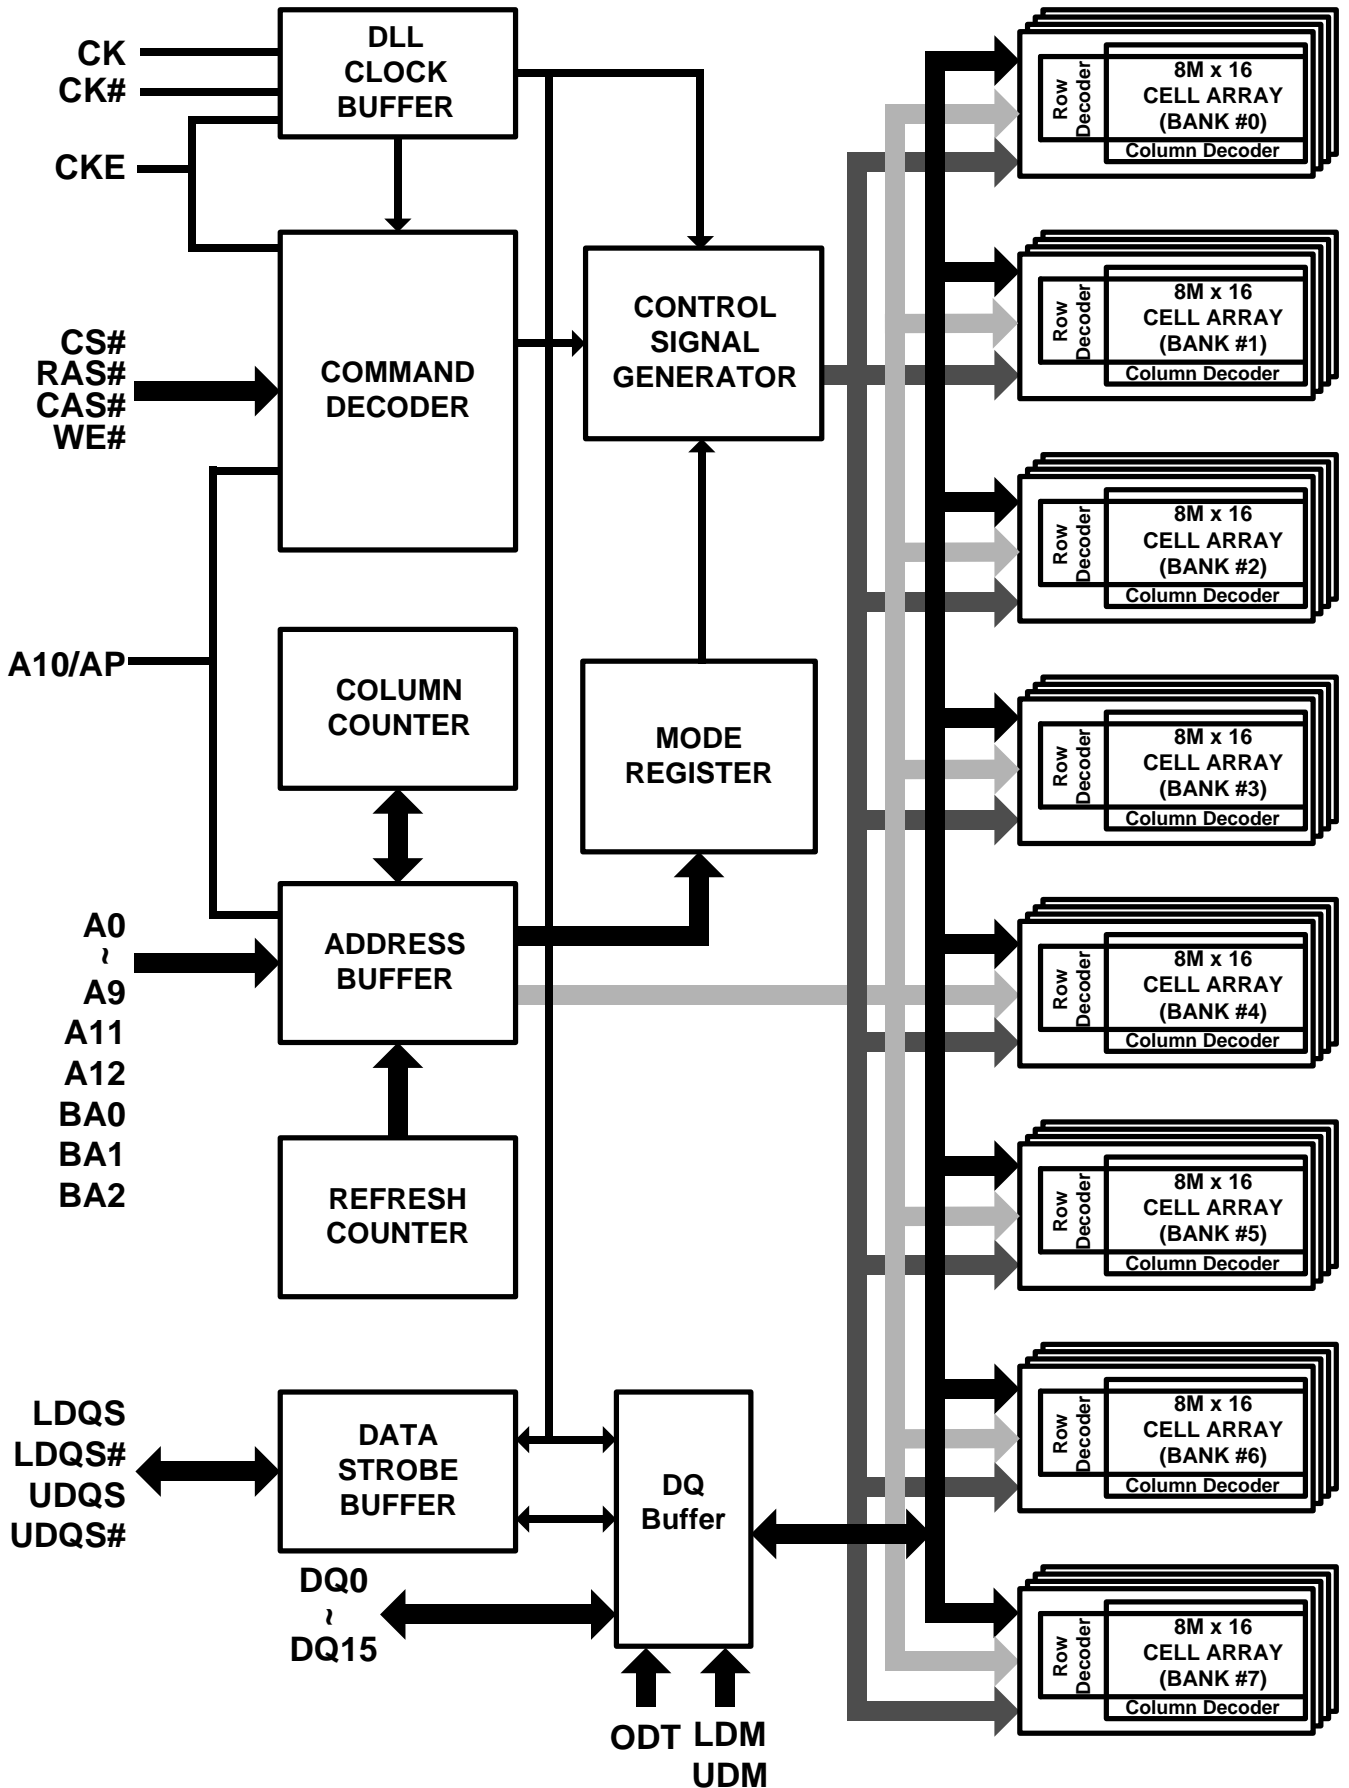 CK
CK#
CKE
CS#
RAS#
CAS#
WE#
A10/AP
A0
~
A9
A11
A12
BA0
BA1
BA2
LDQS
LDQS#
UDQS
UDQS#
DLL
CLOCK
BUFFER
COMMAND
DECODER
COLUMN
COUNTER
ADDRESS
BUFFER
REFRESH
COUNTER
DATA
STROBE
BUFFER
DQ0
~
DQ15
CONTROL
SIGNAL
GENERATOR
MODE
REGISTER
DQ
Buffer
ODT
LDM
UDM
Row
Decoder
8M x 16
CELL ARRAY
(BANK #0)
Column Decoder
Row
Decoder
8M x 16
CELL ARRAY
(BANK #1)
Column Decoder
Row
Decoder
8M x 16
CELL ARRAY
(BANK #2)
Column Decoder
Row
Decoder
8M x 16
CELL ARRAY
(BANK #3)
Column Decoder
Row
Decoder
8M x 16
CELL ARRAY
(BANK #4)
Column Decoder
Row
Decoder
8M x 16
CELL ARRAY
(BANK #5)
Column Decoder
Row
Decoder
8M x 16
CELL ARRAY
(BANK #6)
Column Decoder
Row
Decoder
8M x 16
CELL ARRAY
(BANK #7)
Column Decoder